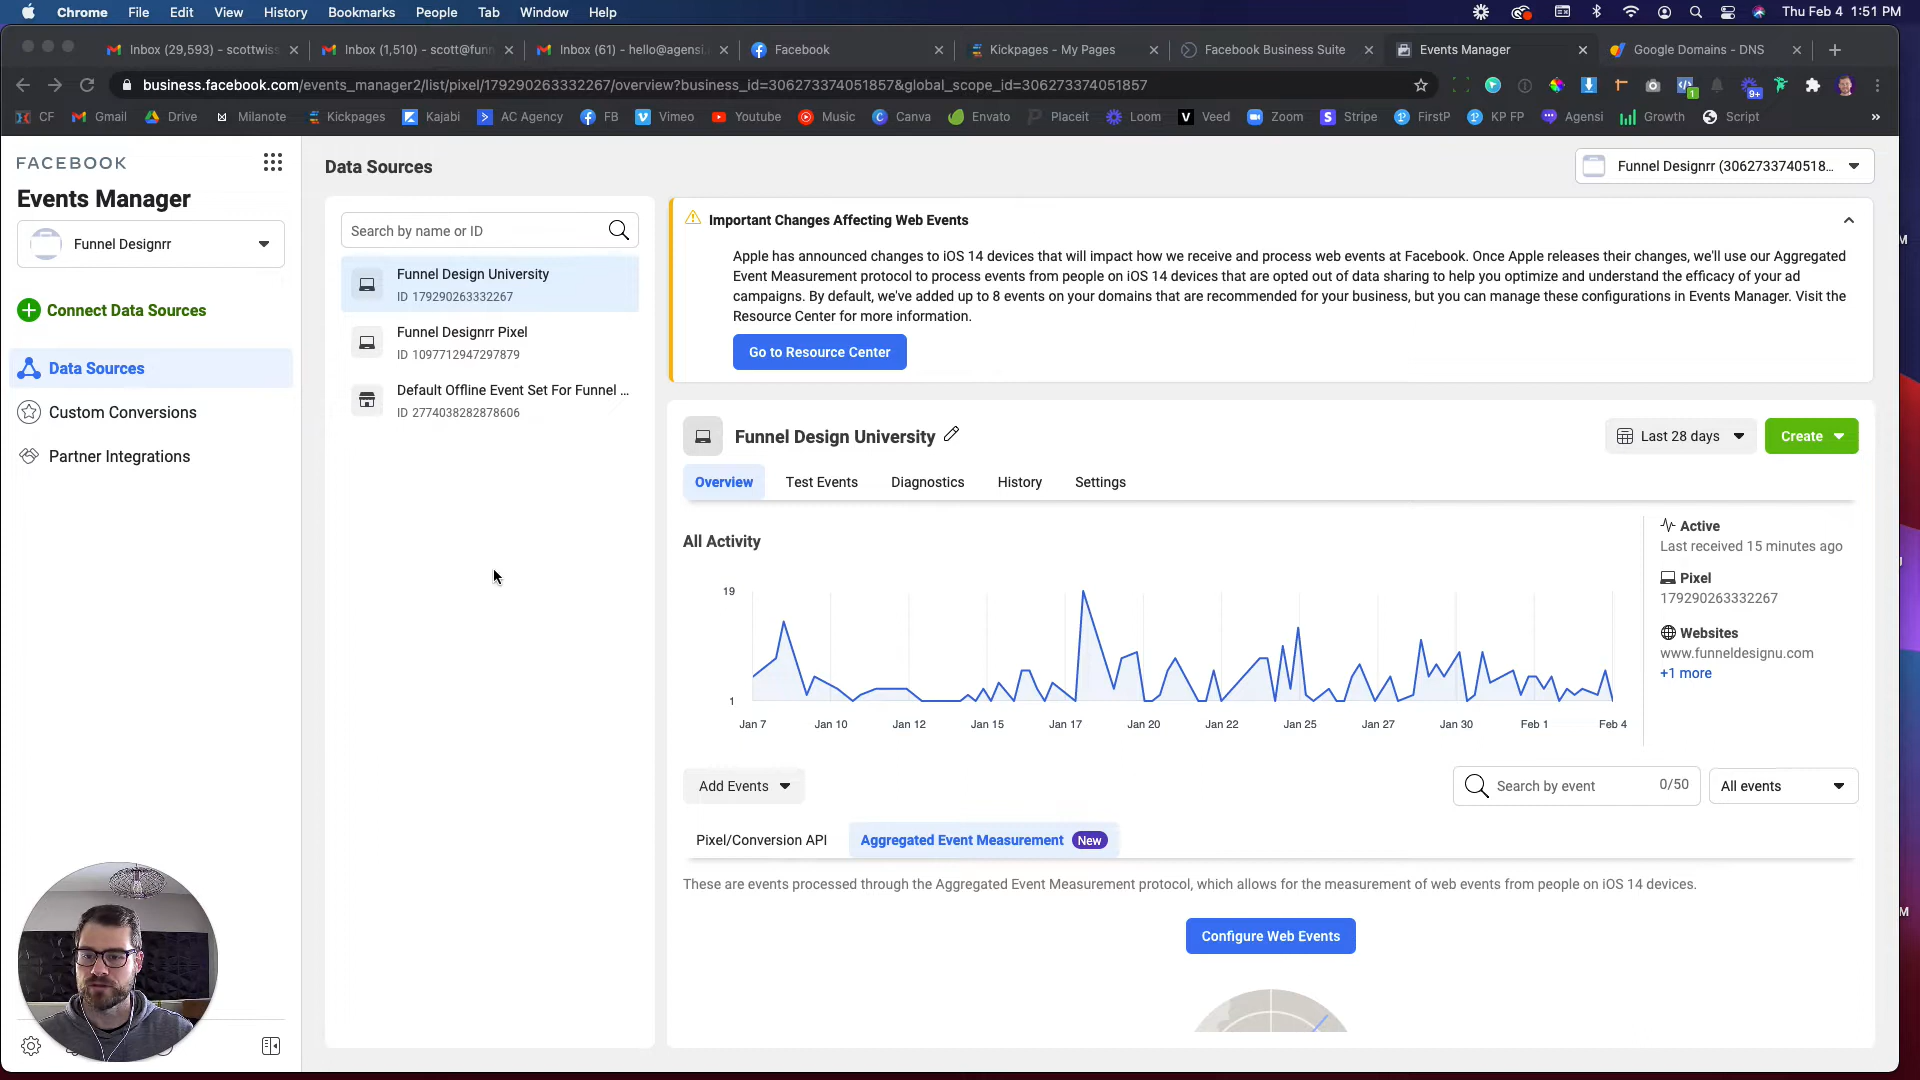 Chrome File Edit View History Bookmarks People Tab Window Help Thu Feb 4 1:51 PM
Inbox (29,593) - scottwiss Inbox (1,510) - scott@funn Inbox (61) - hello@agensi. Facebook Kickpages - My Pages Facebook Business Suite Events Manager Google Domains - DNS
business.facebook.com/events_manager2/list/pixel/179290263332267/overview?business_id=306273374051857&global_scope_id=306273374051857
CF Gmail Drive Milanote Kickpages Kajabi AC Agency FB Vimeo Youtube Music Canva Envato Placeit Loom Veed Zoom Stripe FirstP KP FP Agensi Growth Script »
FACEBOOK
Events Manager
Funnel Designrr
Connect Data Sources
Data Sources
Custom Conversions
Partner Integrations
Data Sources
Funnel Designrr (3062733740518...
Search by name or ID
Funnel Design University
ID 179290263332267
Funnel Designrr Pixel
ID 1097712947297879
Default Offline Event Set For Funnel ...
ID 2774038282878606
Important Changes Affecting Web Events
Apple has announced changes to iOS 14 devices that will impact how we receive and process web events at Facebook. Once Apple releases their changes, we'll use our Aggregated
Event Measurement protocol to process events from people on iOS 14 devices that are opted out of data sharing to help you optimize and understand the efficacy of your ad
campaigns. By default, we've added up to 8 events on your domains that are recommended for your business, but you can manage these configurations in Events Manager. Visit the
Resource Center for more information.
Go to Resource Center
Funnel Design University
Last 28 days
Create
Overview Test Events Diagnostics History Settings
All Activity
19
1
Jan 7 Jan 10 Jan 12 Jan 15 Jan 17 Jan 20 Jan 22 Jan 25 Jan 27 Jan 30 Feb 1 Feb 4
Active
Last received 15 minutes ago
Pixel
179290263332267
Websites
www.funneldesignu.com
+1 more
Add Events
Search by event 0/50
All events
Pixel/Conversion API Aggregated Event Measurement New
These are events processed through the Aggregated Event Measurement protocol, which allows for the measurement of web events from people on iOS 14 devices.
Configure Web Events